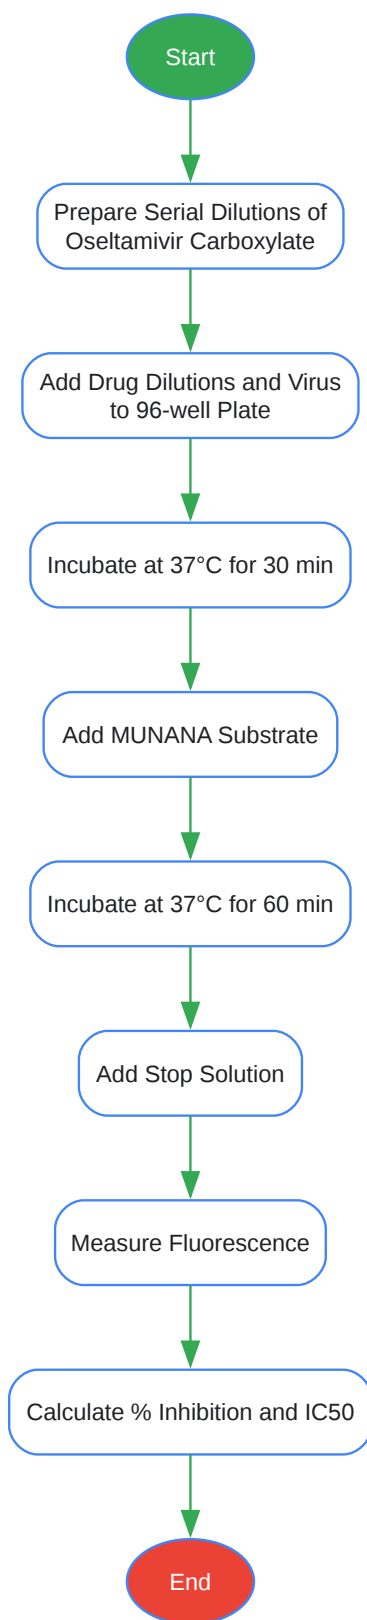 Start
Prepare Serial Dilutions of
Oseltamivir Carboxylate
Add Drug Dilutions and Virus
to 96-well Plate
Incubate at 37°C for 30 min
Add MUNANA Substrate
Incubate at 37°C for 60 min
Add Stop Solution
Measure Fluorescence
Calculate % Inhibition and IC50
End